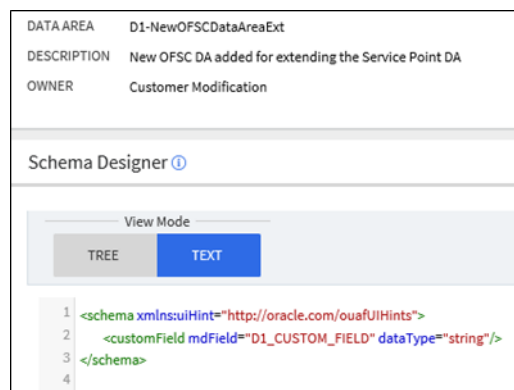 DATA AREA D1-NewOFSCDataAreaExt
DESCRIPTION New OFSC DA added for extending the Service Point DA
OWNER Customer Modification
Schema Designer
View Mode
TREE TEXT
1 <schema xmlns:uiHint="http://oracle.com/ouafUIHints">
2 <customField mdField="D1_CUSTOM_FIELD" dataType="string"/>
3 </schema>
4